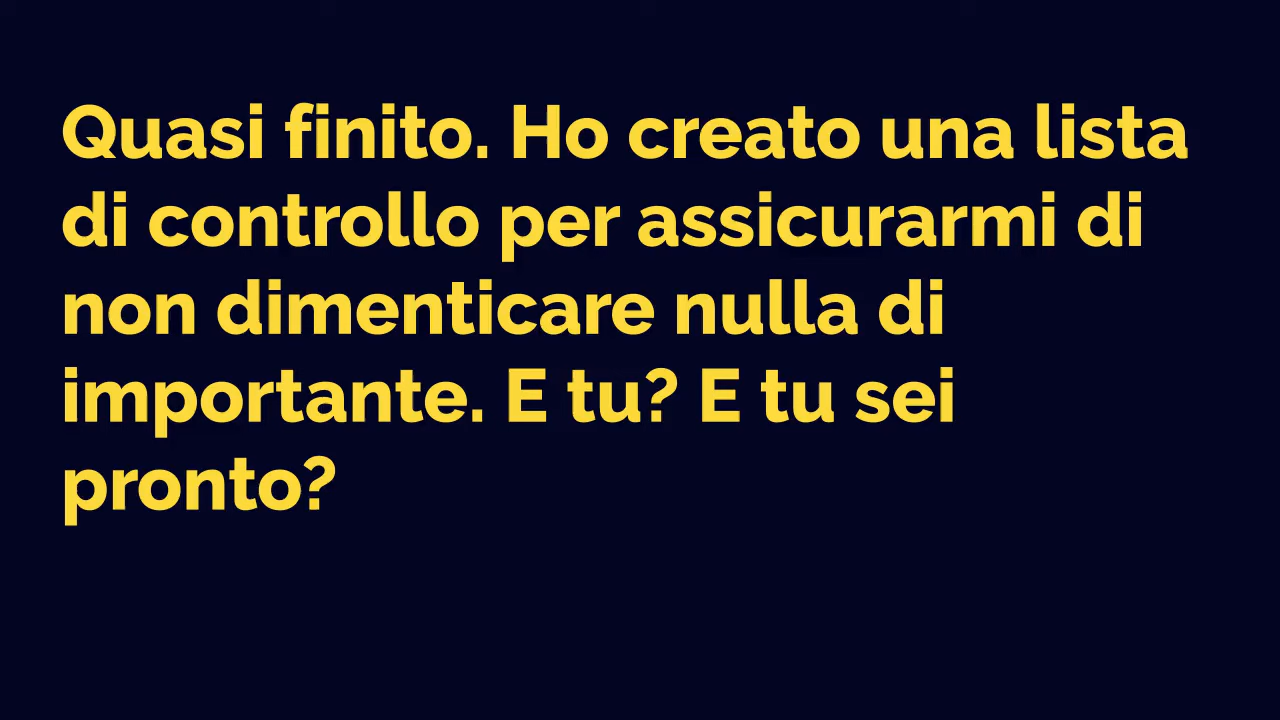 Quasi finito. Ho creato una lista
di controllo per assicurarmi di
non dimenticare nulla di
importante. E tu? E tu sei
pronto?